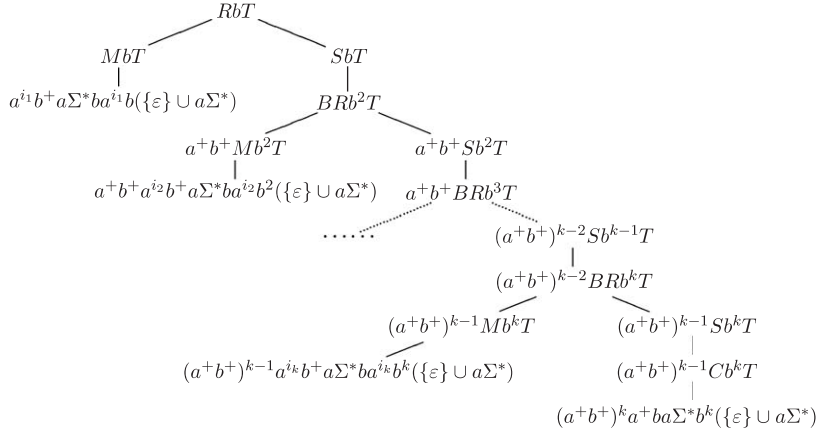 RbT
MbT SbT
a^{i_1}b^+aΣ^*ba^{i_1}b({ε} ∪ aΣ^*) BRb^2T
a^+b^+Mb^2T a^+b^+Sb^2T
a^+b^+a^{i_2}b^+aΣ^*ba^{i_2}b^2({ε} ∪ aΣ^*) a^+b^+BRb^3T
...... (a^+b^+)^{k-2}Sb^{k-1}T
(a^+b^+)^{k-2}BRb^kT
(a^+b^+)^{k-1}Mb^kT (a^+b^+)^{k-1}Sb^kT
(a^+b^+)^{k-1}a^{i_k}b^+aΣ^*ba^{i_k}b^k({ε} ∪ aΣ^*) (a^+b^+)^{k-1}Cb^kT
(a^+b^+)^ka^+baΣ^*b^k({ε} ∪ aΣ^*)